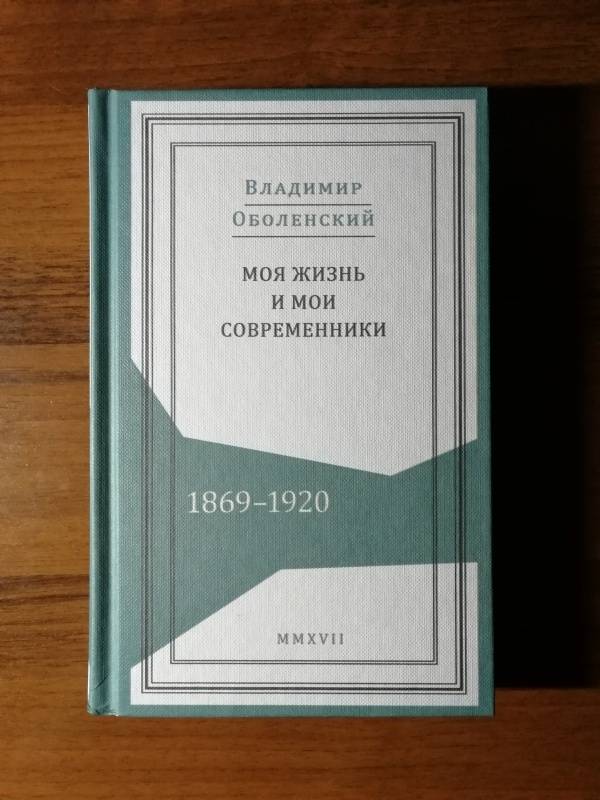 Владимир
Оболенский
МОЯ ЖИЗНЬ
И МОИ
СОВРЕМЕННИКИ
1869–1920
MMXVII